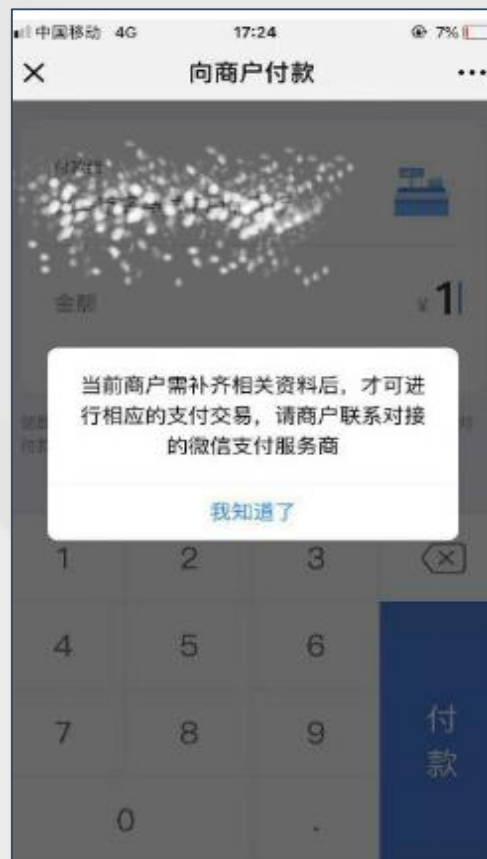 中国移动 4G 17:24 7%
向商户付款
金额
¥1
当前商户需补齐相关资料后，才可进
行相应的支付交易，请商户联系对接
的微信支付服务商
我知道了
1 2 3
4 5 6
7 8 9
付款
0 .